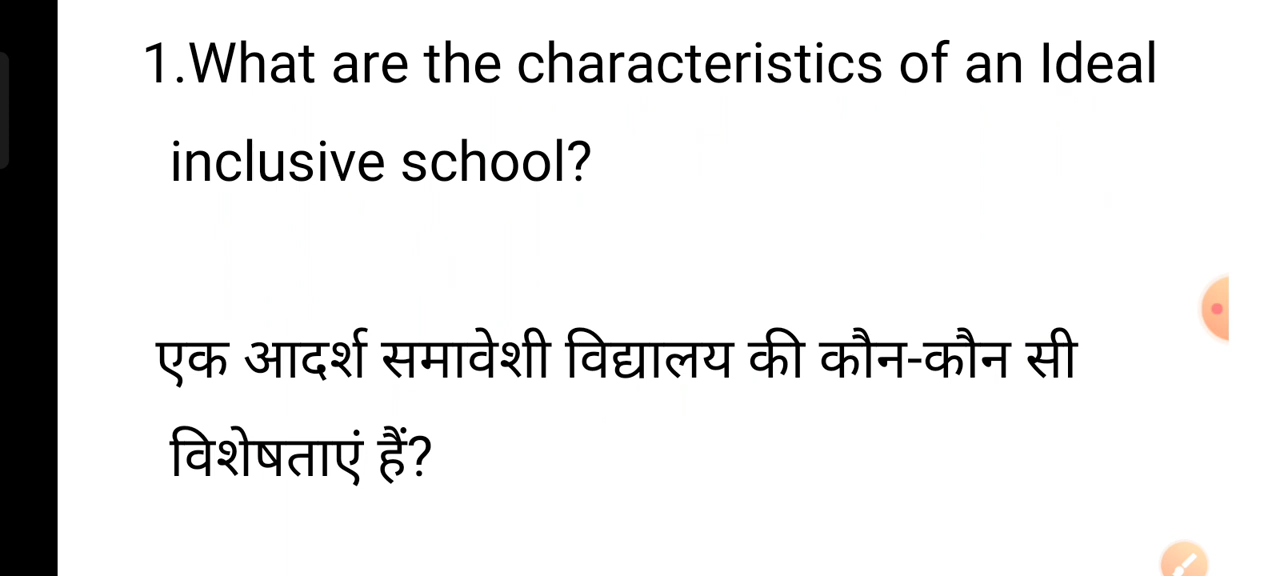 1.What are the characteristics of an Ideal
inclusive school?
एक आदर्श समावेशी विद्यालय की कौन-कौन सी
विशेषताएं हैं?